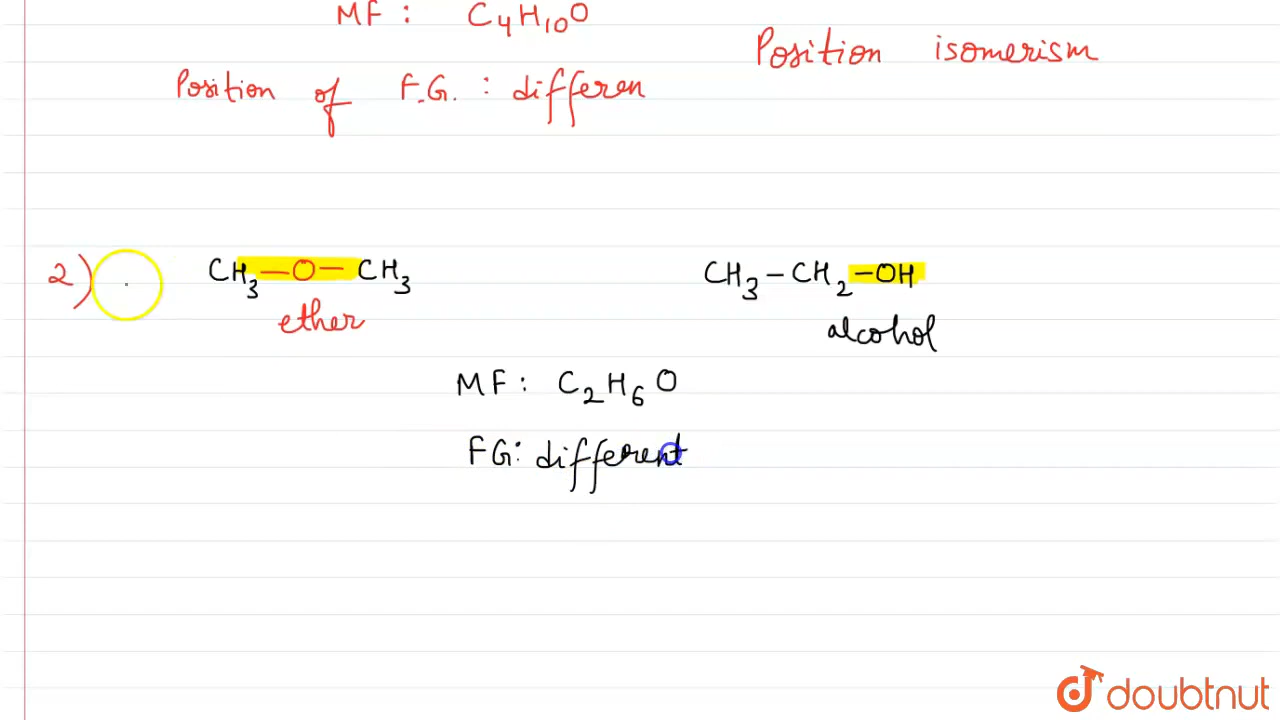 MF : C₄H₁₀O
Position isomerism
Position of F.G. : differen
2) CH₃-O-CH₃ CH₃-CH₂-OH
ether alcohol
MF : C₂H₆O
FG: different
doubtnut